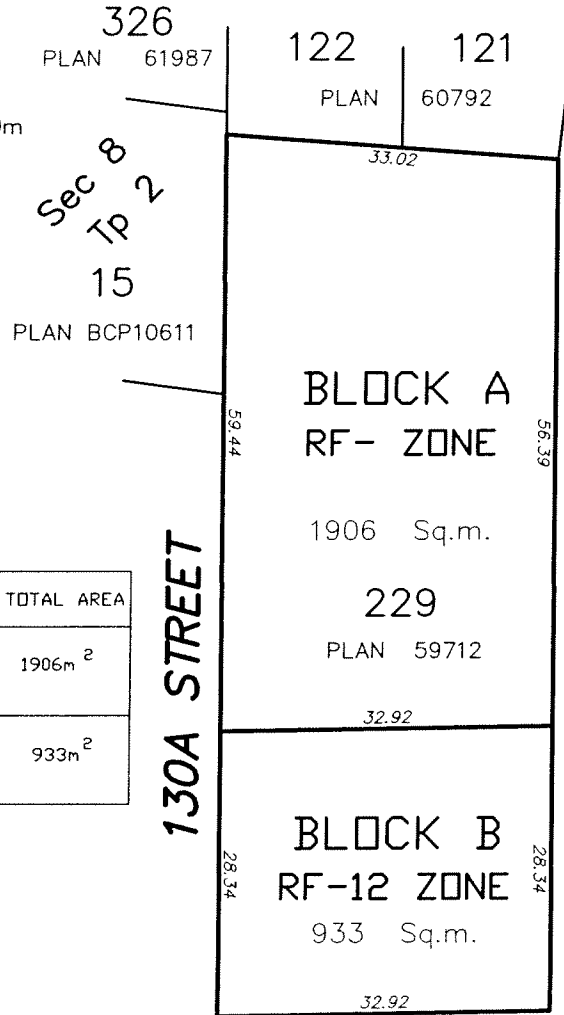 326
PLAN 61987
122
121
PLAN 60792
m
33.02
Sec 8
Tp 2
15
PLAN BCP10611
BLOCK A
RF- ZONE
59.44
56.39
1906 Sq.m.
229
PLAN 59712
130A STREET
TOTAL AREA
1906m²
933m²
32.92
BLOCK B
RF-12 ZONE
933 Sq.m.
28.34
28.34
32.92